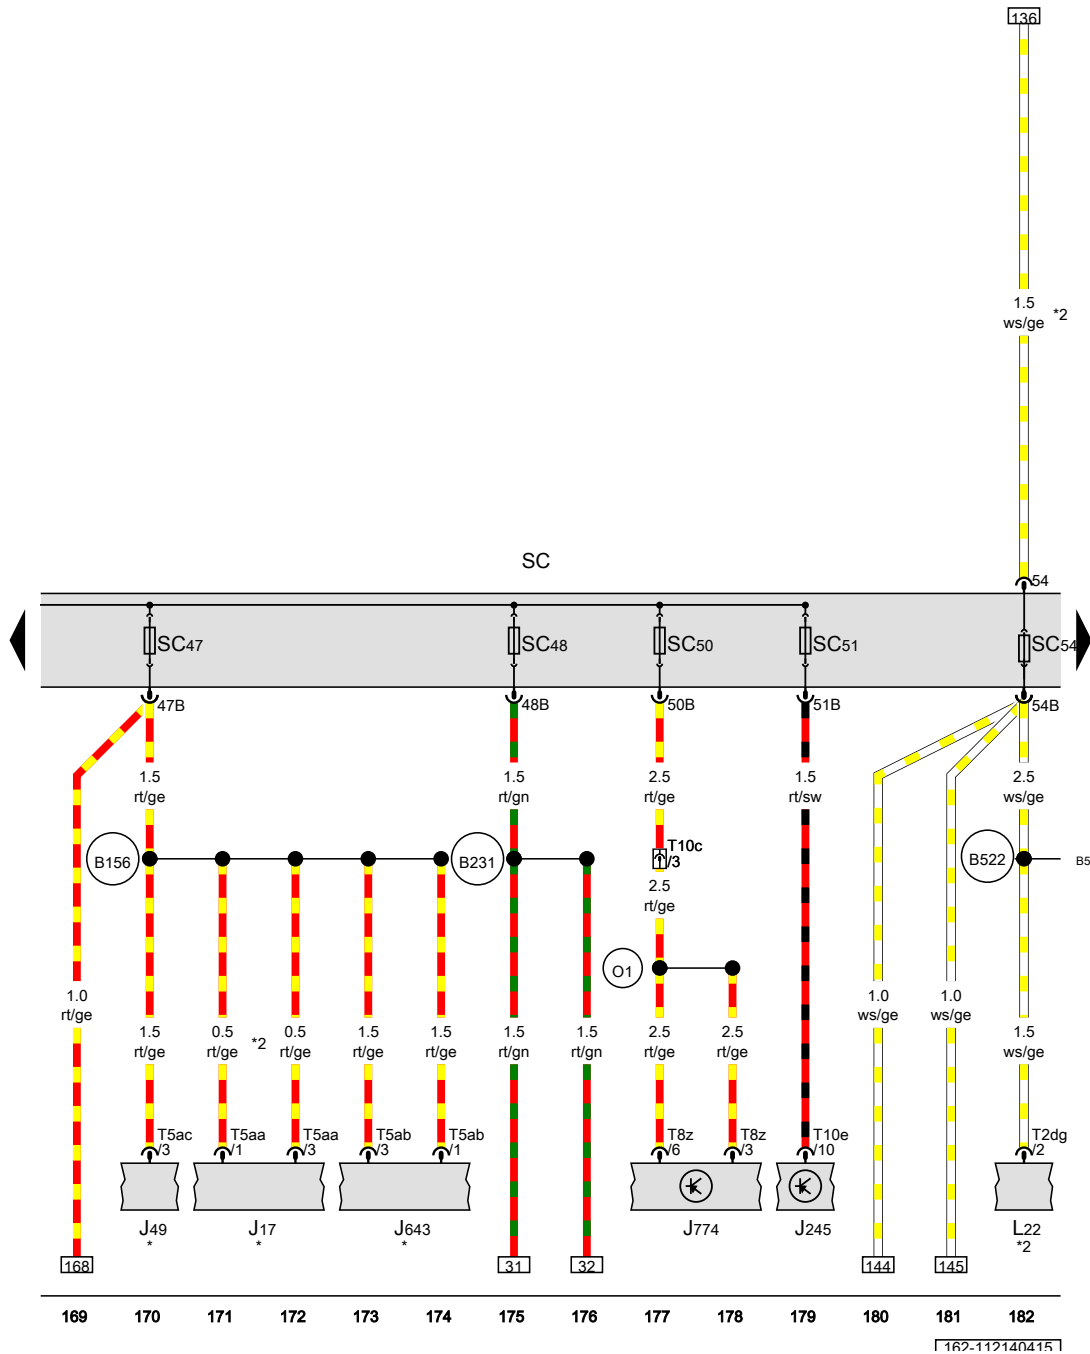 136
1.5
ws/ge *2
SC
54
SC47 SC48 SC50 SC51 SC54
47B 48B 50B 51B 54B
1.5 1.5 2.5 1.5 2.5
rt/ge rt/gn rt/ge rt/sw ws/ge
T10c
/3
B156 B231 B522 B5
2.5
rt/ge
O1
1.0 1.0 1.0
rt/ge ws/ge ws/ge
1.5 0.5 0.5 1.5 1.5 1.5 1.5 2.5 2.5 1.5
rt/ge rt/ge *2 rt/ge rt/ge rt/ge rt/gn rt/gn rt/ge rt/ge ws/ge
T5ac T5aa T5aa T5ab T5ab T8z T8z T10e T2dg
/3 /1 /3 /3 /1 /6 /3 /10 /2
J49 J17 J643 J774 J245 L22
* * * *2
168 31 32 144 145
169 170 171 172 173 174 175 176 177 178 179 180 181 182
162-112140415